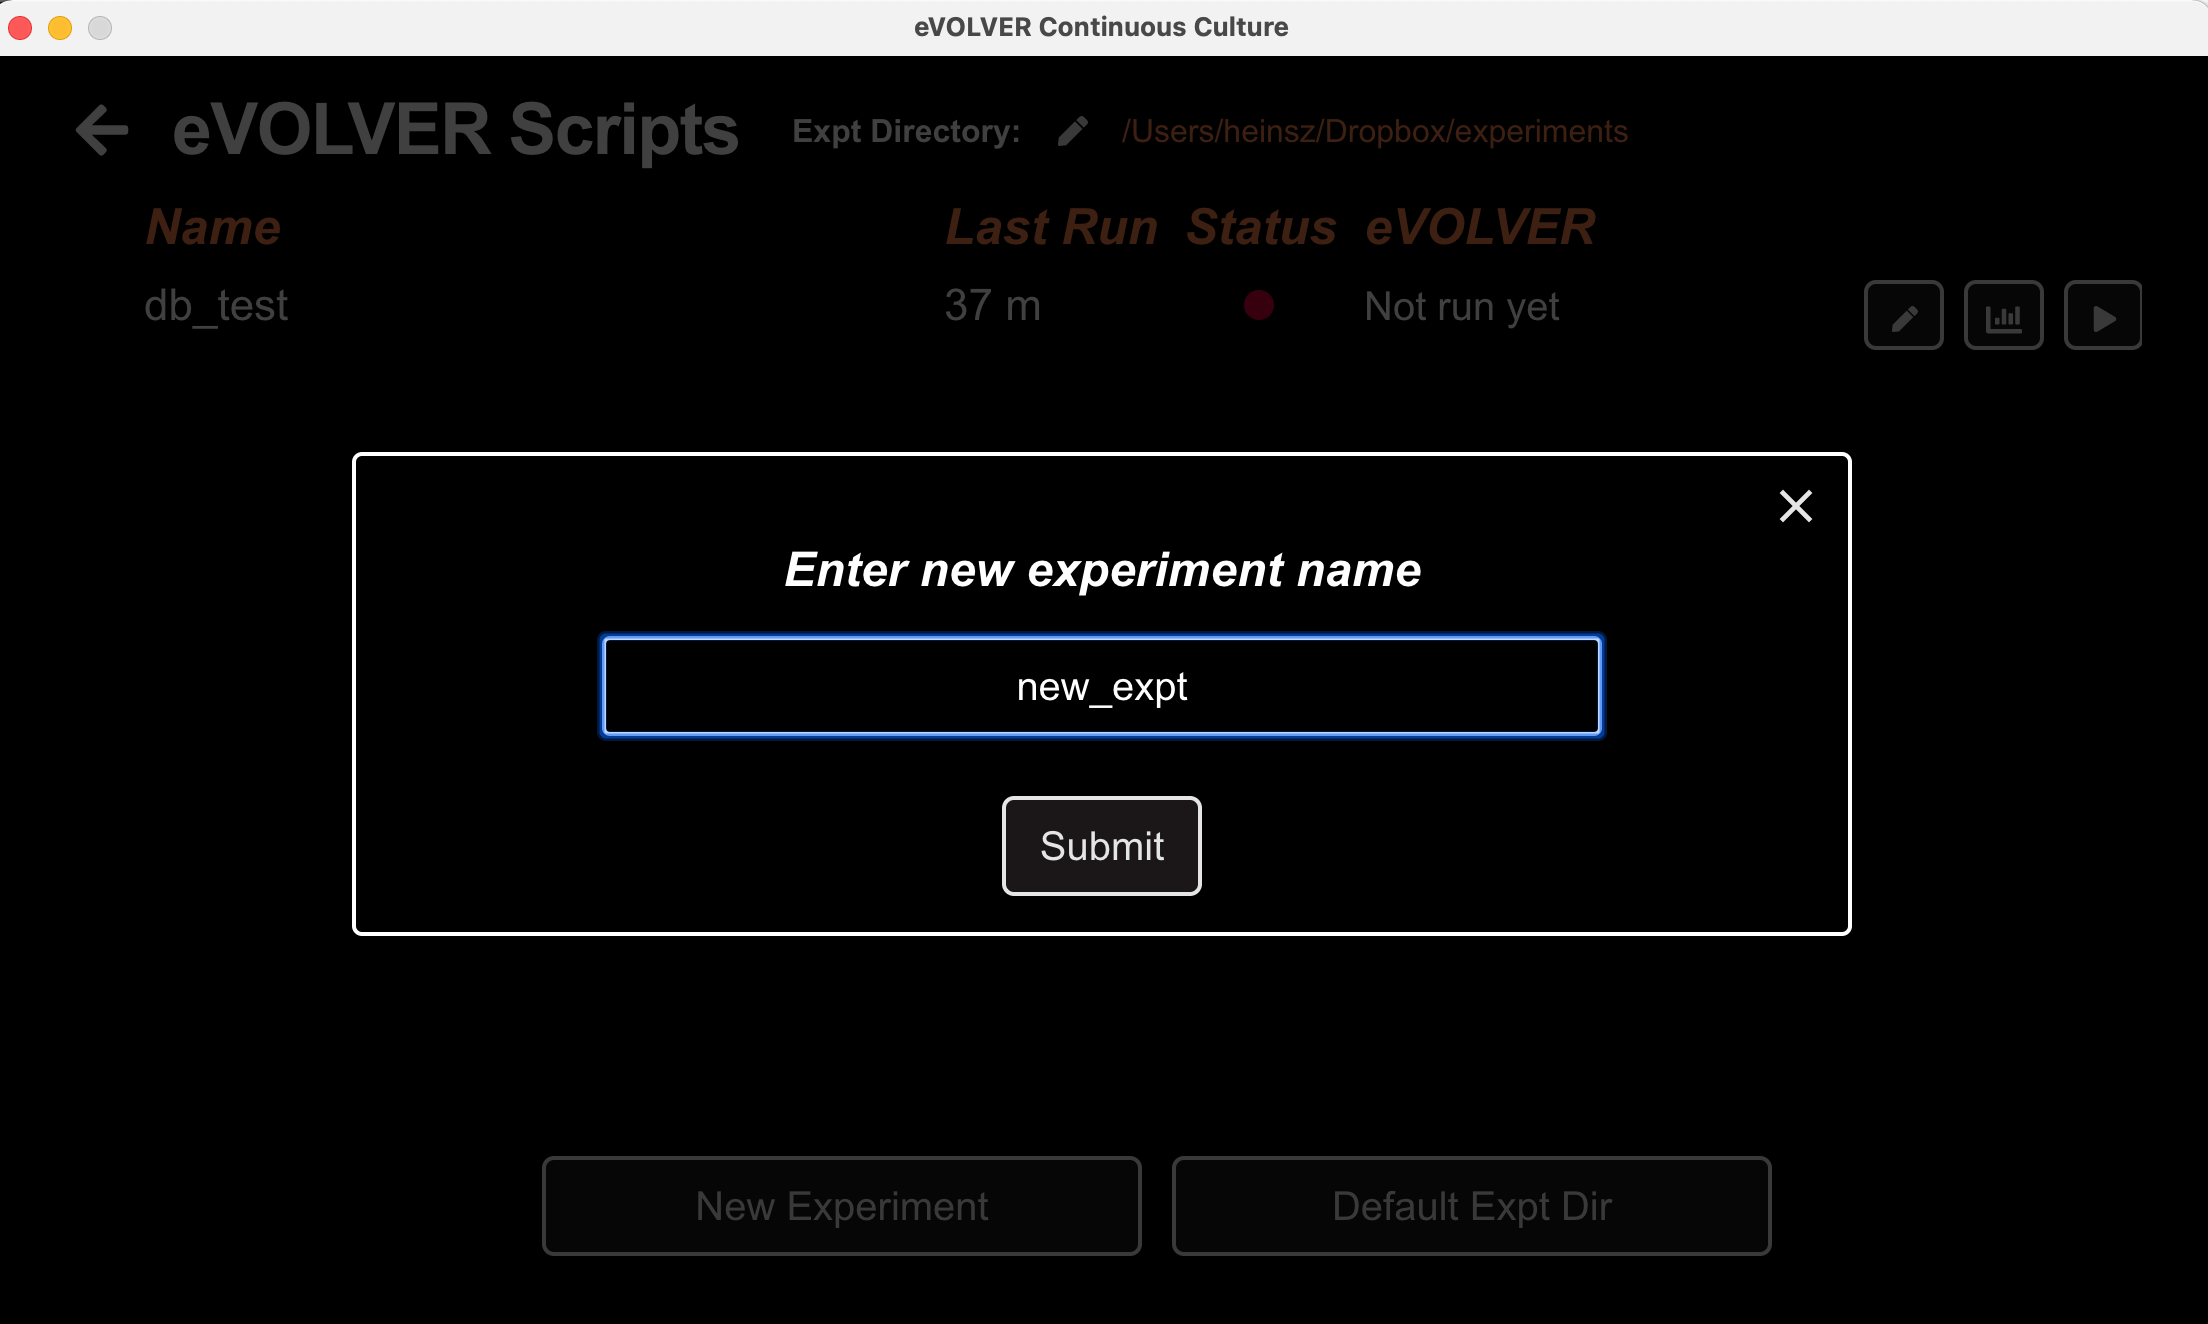 eVOLVER Continuous Culture
eVOLVER Scripts Expt Directory: /Users/heinsz/Dropbox/experiments
Name Last Run Status eVOLVER
db_test 37 m Not run yet
Enter new experiment name
new_expt
Submit
New Experiment Default Expt Dir